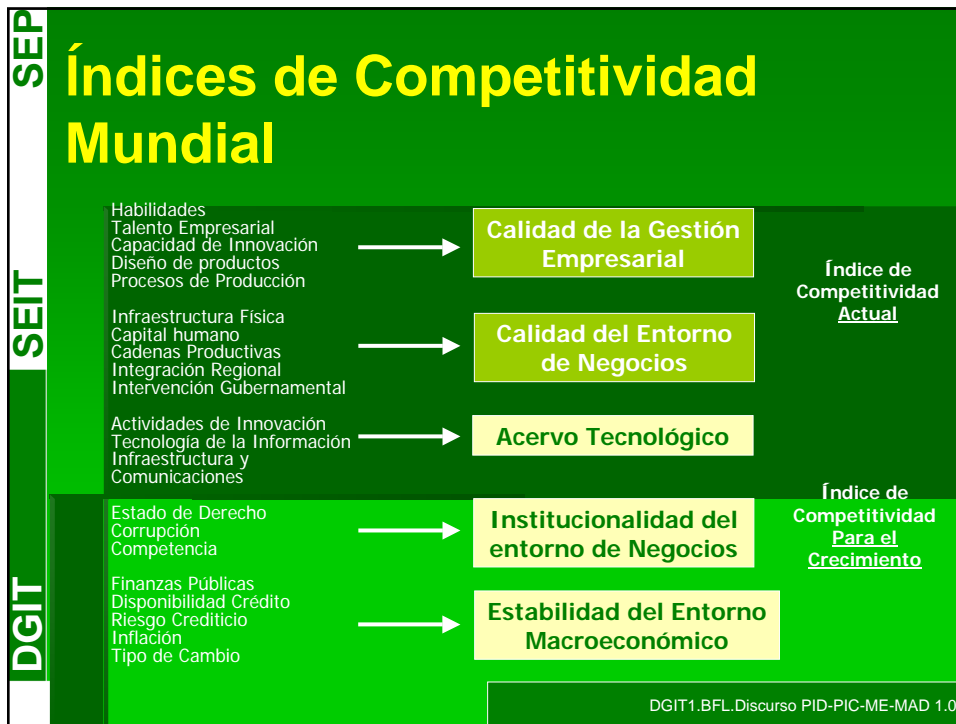 SEP
SEIT
DGIT
Índices de Competitividad
Mundial
Habilidades
Talento Empresarial
Capacidad de Innovación
Diseño de productos
Procesos de Producción
Calidad de la Gestión
Empresarial
Índice de
Competitividad
Actual
Infraestructura Física
Capital humano
Cadenas Productivas
Integración Regional
Intervención Gubernamental
Calidad del Entorno
de Negocios
Actividades de Innovación
Tecnología de la Información
Infraestructura y
Comunicaciones
Acervo Tecnológico
Índice de
Competitividad
Para el
Crecimiento
Estado de Derecho
Corrupción
Competencia
Institucionalidad del
entorno de Negocios
Finanzas Públicas
Disponibilidad Crédito
Riesgo Crediticio
Inflación
Tipo de Cambio
Estabilidad del Entorno
Macroeconómico
DGIT1.BFL.Discurso PID-PIC-ME-MAD 1.0